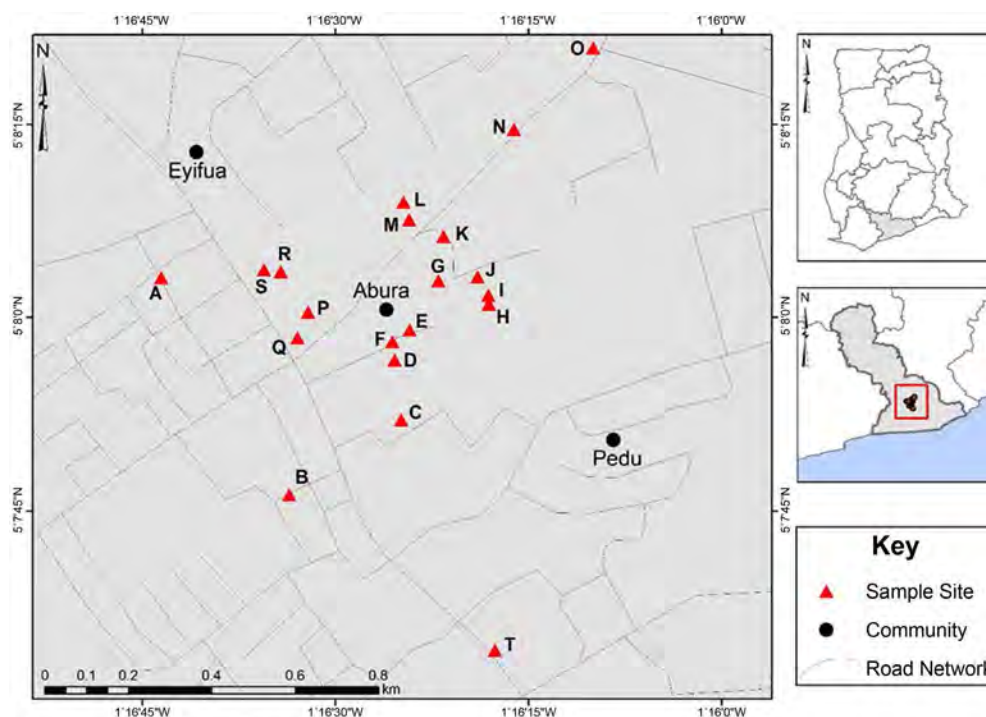 1°16'45"W 1°16'30"W 1°16'15"W 1°16'0"W
N
O
5°8'15"N
N
Eyifua
L
M
K
R
G
J
S
A
Abura
I
P
H
5°8'0"N
E
F
Q
D
C
Pedu
B
5°7'45"N
T
0 0.1 0.2 0.4 0.6 0.8
km
1°16'45"W 1°16'30"W 1°16'15"W 1°16'0"W
5°8'15"N
5°8'0"N
5°7'45"N
N
N
Key
Sample Site
Community
Road Network